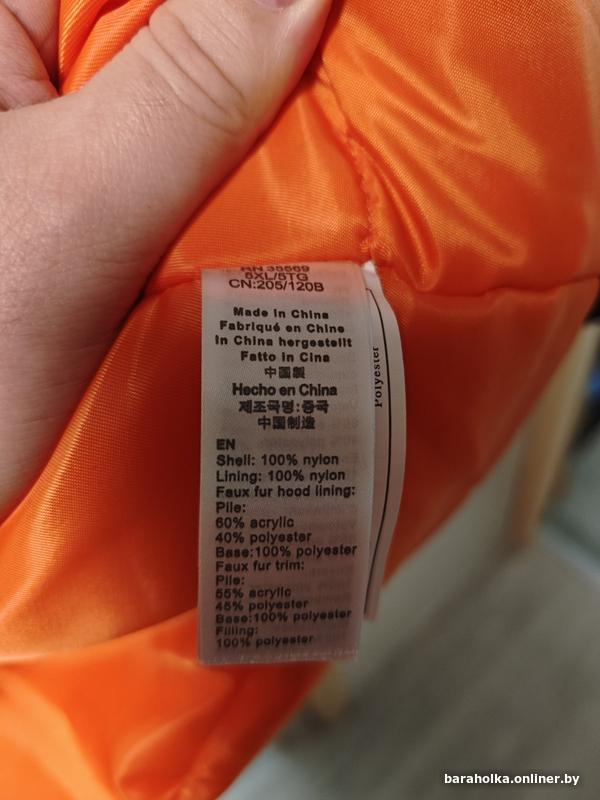 RN 35569
5XL/5TG
CN:205/120B
Made in China
Fabriqué en Chine
In China hergestellt
Fatto in Cina
中国製
Hecho en China
제조국명:중국
中国制造
EN
Shell: 100% nylon
Lining: 100% nylon
Faux fur hood lining:
Pile:
60% acrylic
40% polyester
Base:100% polyester
Faux fur trim:
Pile:
55% acrylic
45% polyester
Base:100% polyester
Filling:
100% polyester
Polyester
baraholka.onliner.by